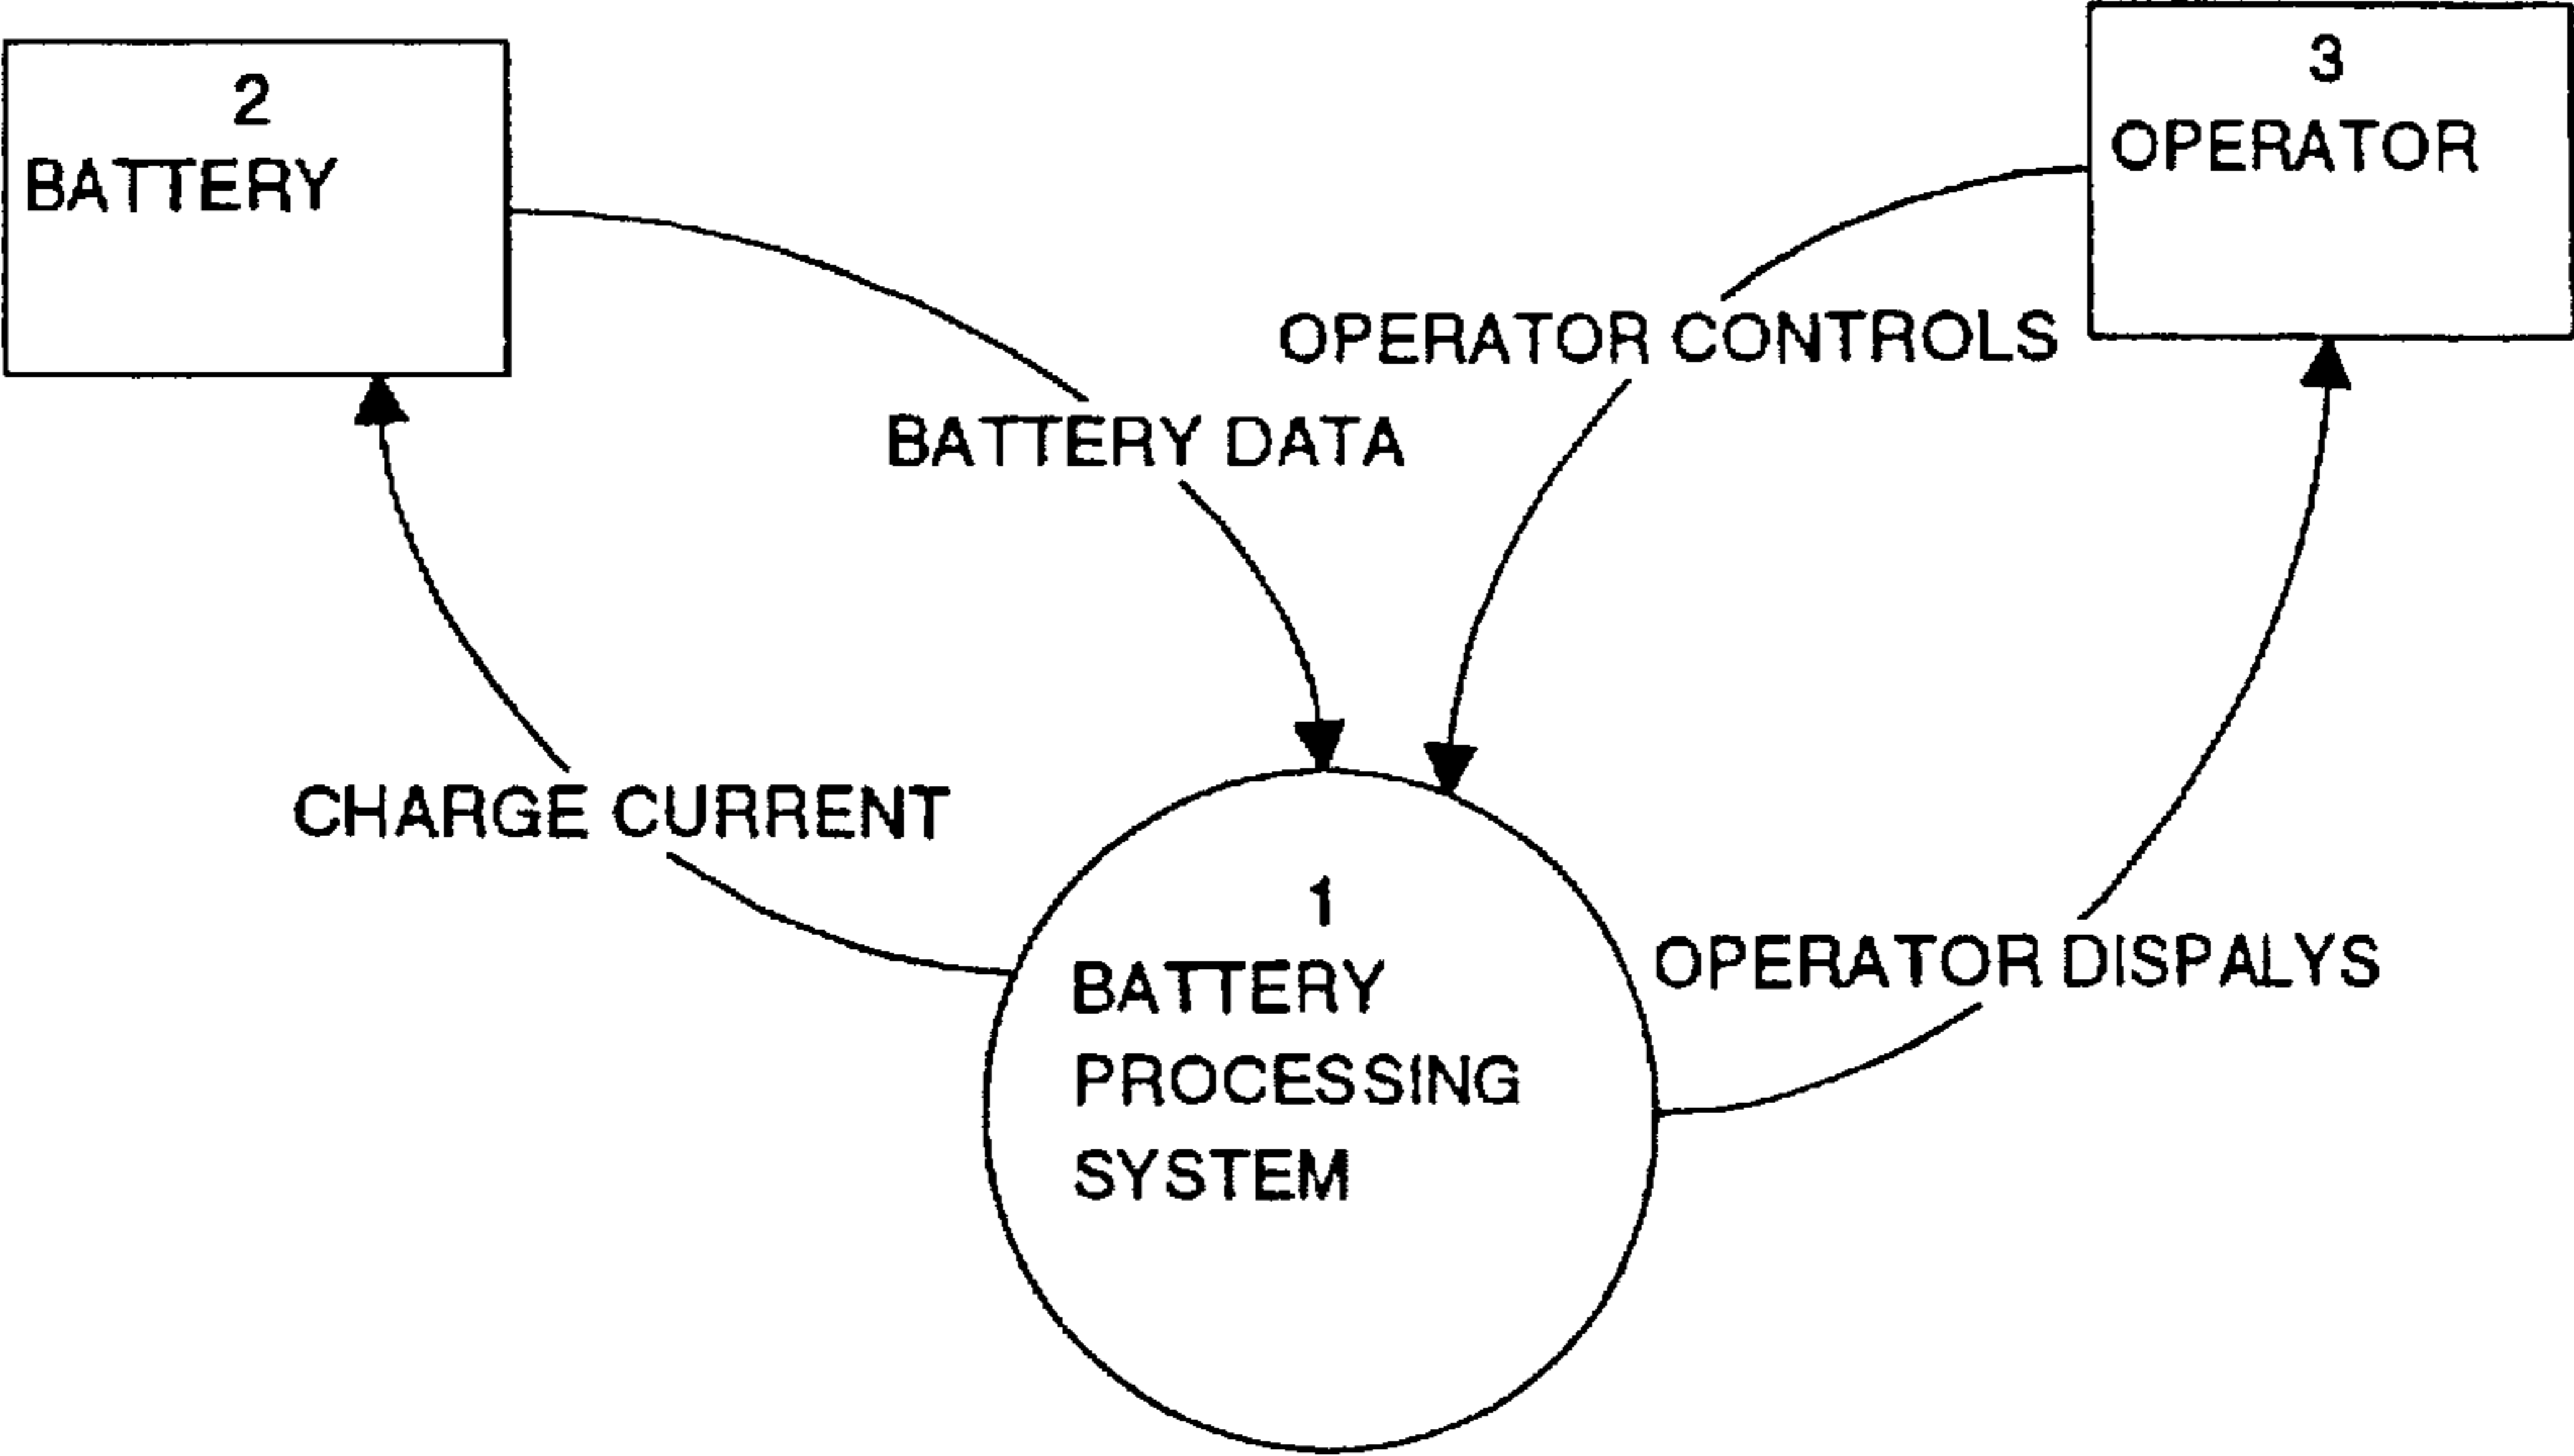 2
BATTERY
3
OPERATOR
OPERATOR CONTROLS
BATTERY DATA
CHARGE CURRENT
1
BATTERY
PROCESSING
SYSTEM
OPERATOR DISPALYS